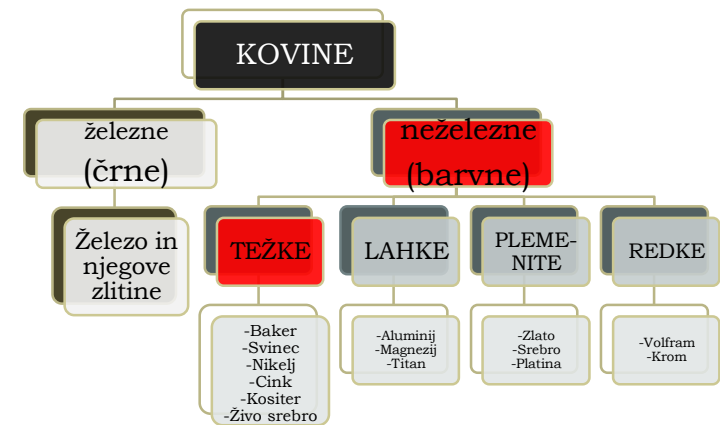 KOVINE
železne
(črne)
neželezne
(barvne)
Železo in
njegove
zlitine
TEŽKE
LAHKE
PLEME-
NITE
REDKE
-Baker
-Svinec
-Nikelj
-Cink
-Kositer
-Živo srebro
-Aluminij
-Magnezij
-Titan
-Zlato
-Srebro
-Platina
-Volfram
-Krom